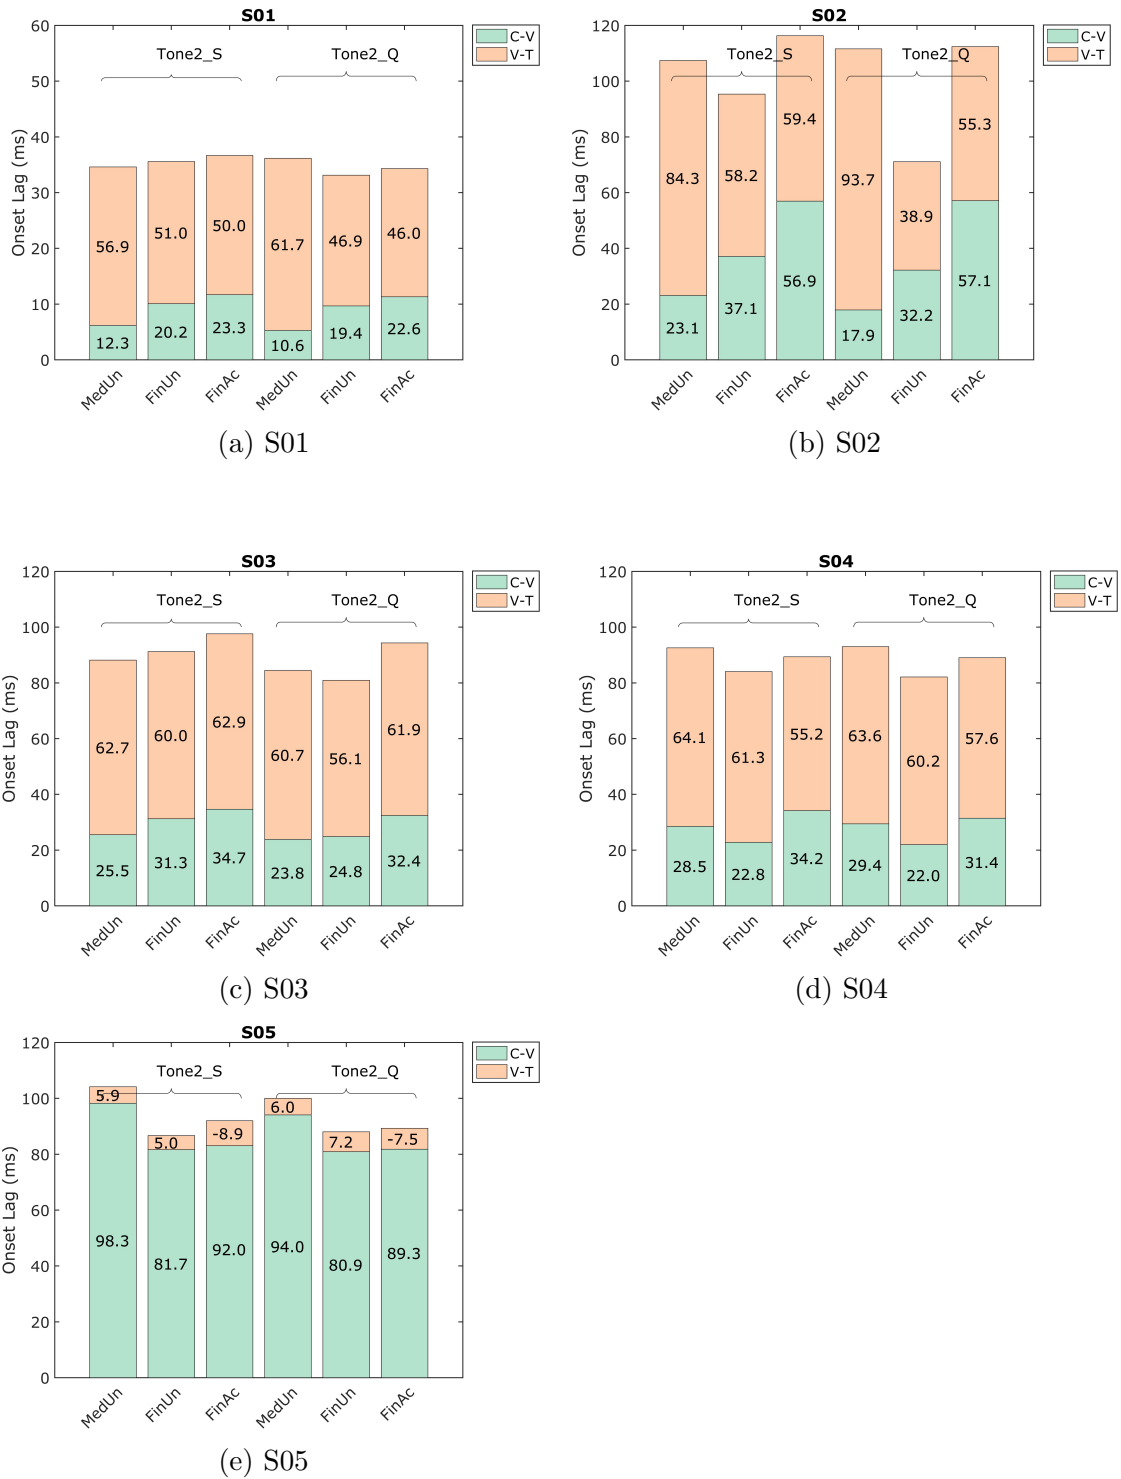 S01
C-V
V-T
Tone2_S
Tone2_Q
Onset Lag (ms)
60
50
40
30
20
10
0
56.9
51.0
50.0
61.7
46.9
46.0
12.3
20.2
23.3
10.6
19.4
22.6
MedUn
FinUn
FinAc
MedUn
FinUn
FinAc
(a) S01
S02
C-V
V-T
Tone2_S
Tone2_Q
Onset Lag (ms)
120
100
80
60
40
20
0
84.3
58.2
59.4
93.7
38.9
55.3
23.1
37.1
56.9
17.9
32.2
57.1
MedUn
FinUn
FinAc
MedUn
FinUn
FinAc
(b) S02
S03
C-V
V-T
Tone2_S
Tone2_Q
Onset Lag (ms)
120
100
80
60
40
20
0
62.7
60.0
62.9
60.7
56.1
61.9
25.5
31.3
34.7
23.8
24.8
32.4
MedUn
FinUn
FinAc
MedUn
FinUn
FinAc
(c) S03
S04
C-V
V-T
Tone2_S
Tone2_Q
Onset Lag (ms)
120
100
80
60
40
20
0
64.1
61.3
55.2
63.6
60.2
57.6
28.5
22.8
34.2
29.4
22.0
31.4
MedUn
FinUn
FinAc
MedUn
FinUn
FinAc
(d) S04
S05
C-V
V-T
Tone2_S
Tone2_Q
Onset Lag (ms)
120
100
80
60
40
20
0
5.9
5.0
-8.9
6.0
7.2
-7.5
98.3
81.7
92.0
94.0
80.9
89.3
MedUn
FinUn
FinAc
MedUn
FinUn
FinAc
(e) S05